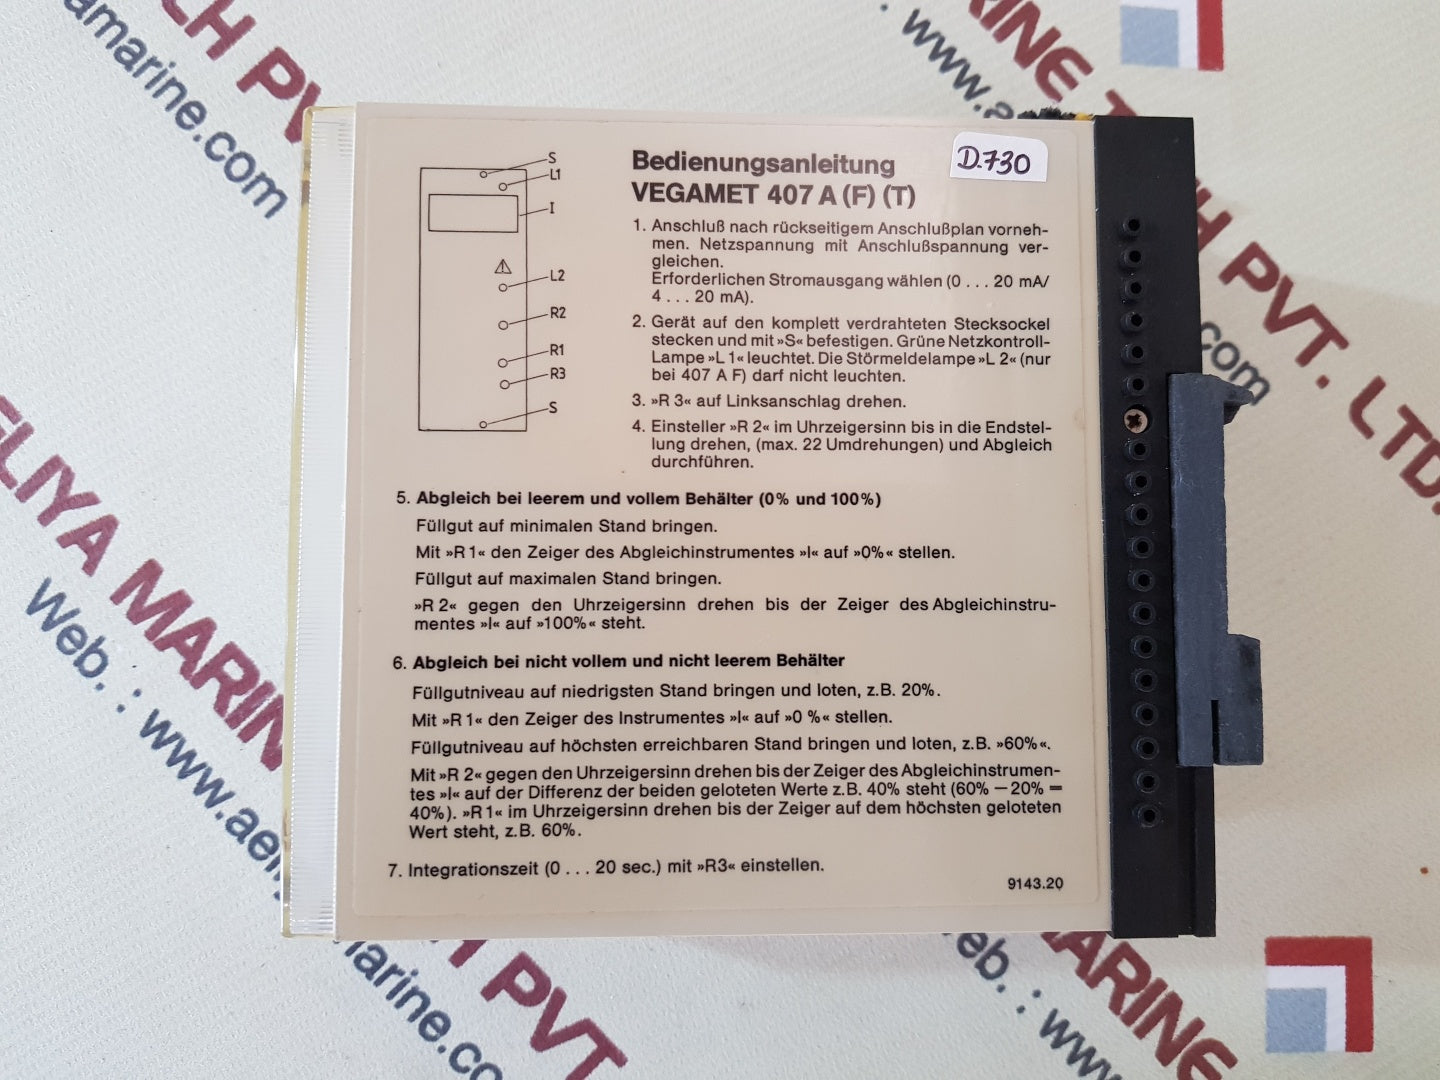 Bedienungsanleitung
VEGAMET 407 A (F) (T)
D.730
S
L1
I
L2
R2
R1
R3
S
1. Anschluß nach rückseitigem Anschlußplan vorneh-
men. Netzspannung mit Anschlußspannung ver-
gleichen.
Erforderlichen Stromausgang wählen (0 . . . 20 mA/
4 . . . 20 mA).
2. Gerät auf den komplett verdrahteten Stecksockel
stecken und mit »S« befestigen. Grüne Netzkontroll-
Lampe »L 1« leuchtet. Die Störmeldelampe »L 2« (nur
bei 407 A F) darf nicht leuchten.
3. »R 3« auf Linksanschlag drehen.
4. Einsteller »R 2« im Uhrzeigersinn bis in die Endstel-
lung drehen, (max. 22 Umdrehungen) und Abgleich
durchführen.
5. Abgleich bei leerem und vollem Behälter (0% und 100%)
Füllgut auf minimalen Stand bringen.
Mit »R 1« den Zeiger des Abgleichinstrumentes »I« auf »0%« stellen.
Füllgut auf maximalen Stand bringen.
»R 2« gegen den Uhrzeigersinn drehen bis der Zeiger des Abgleichinstru-
mentes »I« auf »100%« steht.
6. Abgleich bei nicht vollem und nicht leerem Behälter
Füllgutniveau auf niedrigsten Stand bringen und loten, z.B. 20%.
Mit »R 1« den Zeiger des Instrumentes »I« auf »0 %« stellen.
Füllgutniveau auf höchsten erreichbaren Stand bringen und loten, z.B. »60%«.
Mit »R 2« gegen den Uhrzeigersinn drehen bis der Zeiger des Abgleichinstrumen-
tes »I« auf der Differenz der beiden geloteten Werte z.B. 40% steht (60% — 20% =
40%). »R 1« im Uhrzeigersinn drehen bis der Zeiger auf dem höchsten geloteten
Wert steht, z.B. 60%.
7. Integrationszeit (0 . . . 20 sec.) mit »R3« einstellen.
9143.20
PVT. LTD.
MARINE
Web. : www.ae
amarine.com
PVT